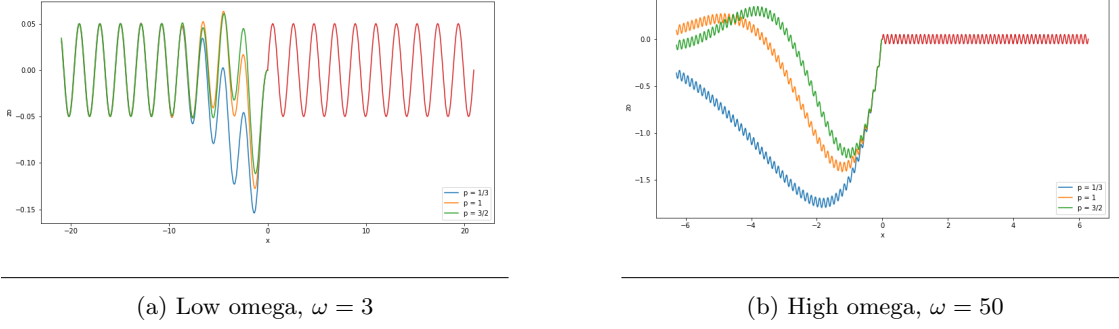 0.05
0.00
−0.05
−0.10
−0.15
z0
−20 −10 0 10 20
x
p = 1/3
p = 1
p = 3/2
0.0
−0.5
−1.0
−1.5
z0
−6 −4 −2 0 2 4 6
x
p = 1/3
p = 1
p = 3/2
(a) Low omega, ω = 3
(b) High omega, ω = 50